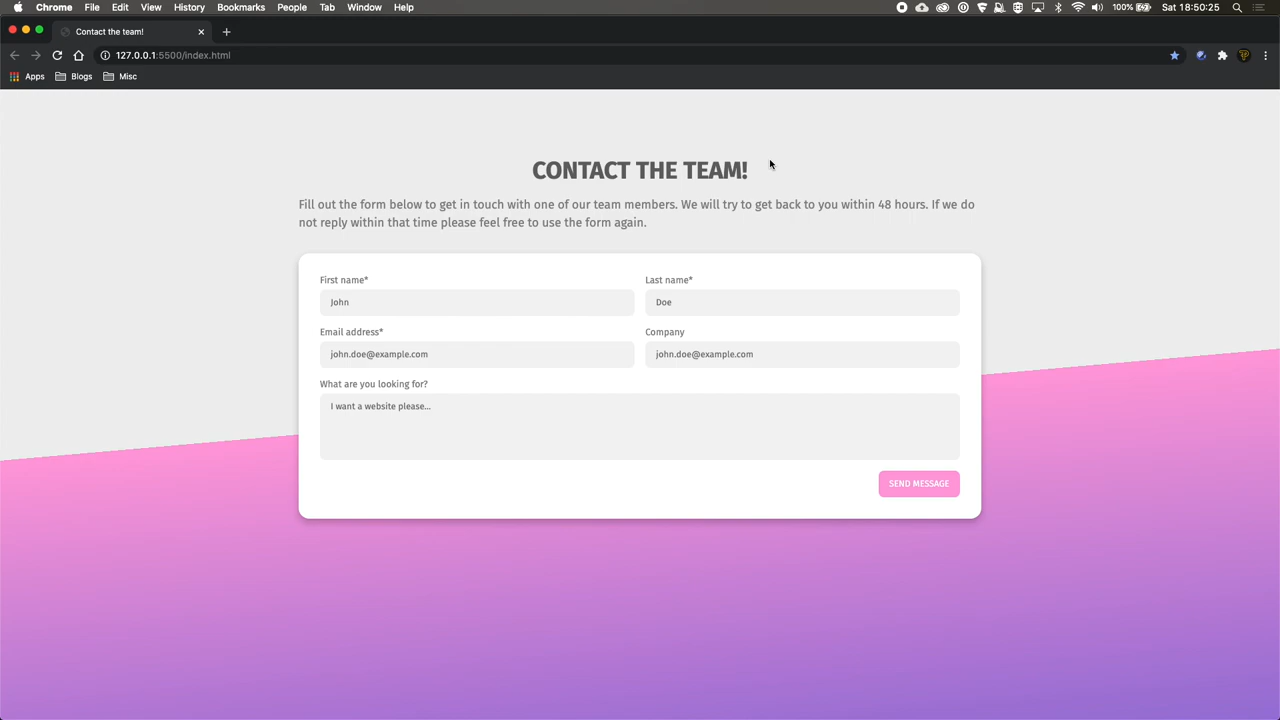 Chrome File Edit View History Bookmarks People Tab Window Help 100% Sat 18:50:25
Contact the team!
127.0.0.1:5500/index.html
Apps Blogs Misc
CONTACT THE TEAM!
Fill out the form below to get in touch with one of our team members. We will try to get back to you within 48 hours. If we do
not reply within that time please feel free to use the form again.
First name* Last name*
John Doe
Email address* Company
john.doe@example.com john.doe@example.com
What are you looking for?
I want a website please...
SEND MESSAGE